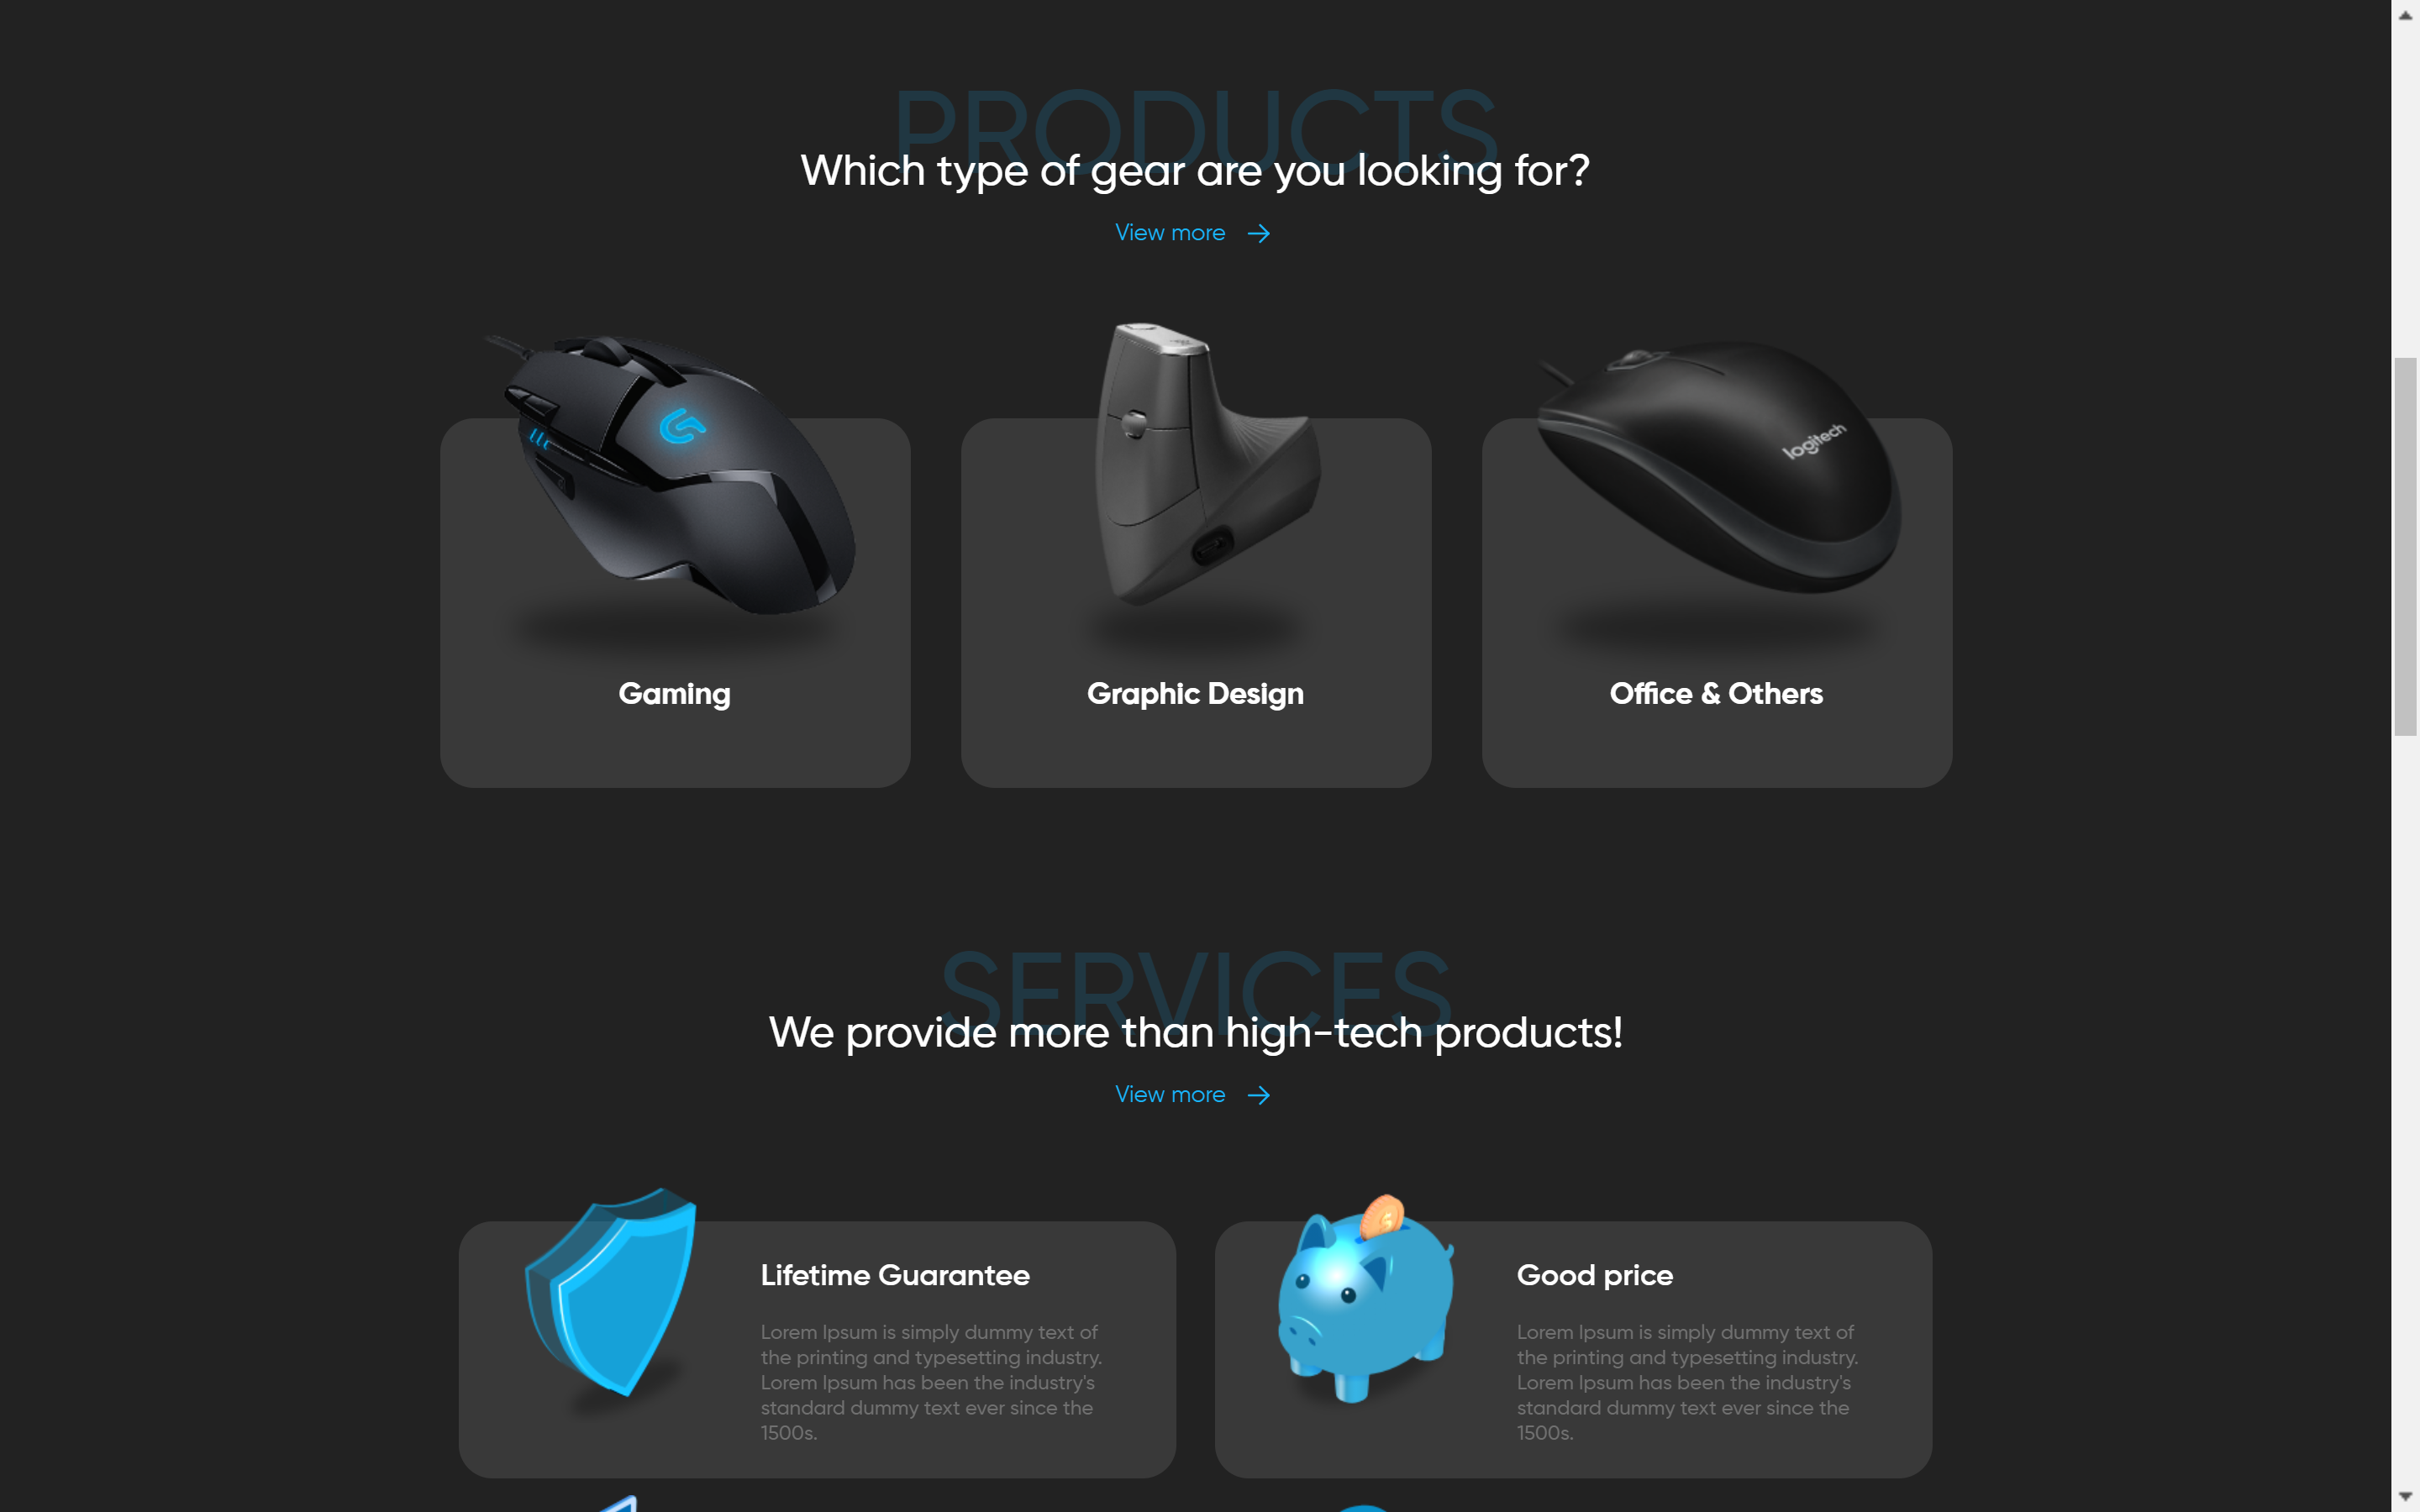 PRODUCTS
Which type of gear are you looking for?
View more
logitech
Gaming
Graphic Design
Office & Others
SERVICES
We provide more than high-tech products!
View more
Lifetime Guarantee
Lorem Ipsum is simply dummy text of
the printing and typesetting industry.
Lorem Ipsum has been the industry's
standard dummy text ever since the
1500s.
Good price
Lorem Ipsum is simply dummy text of
the printing and typesetting industry.
Lorem Ipsum has been the industry's
standard dummy text ever since the
1500s.